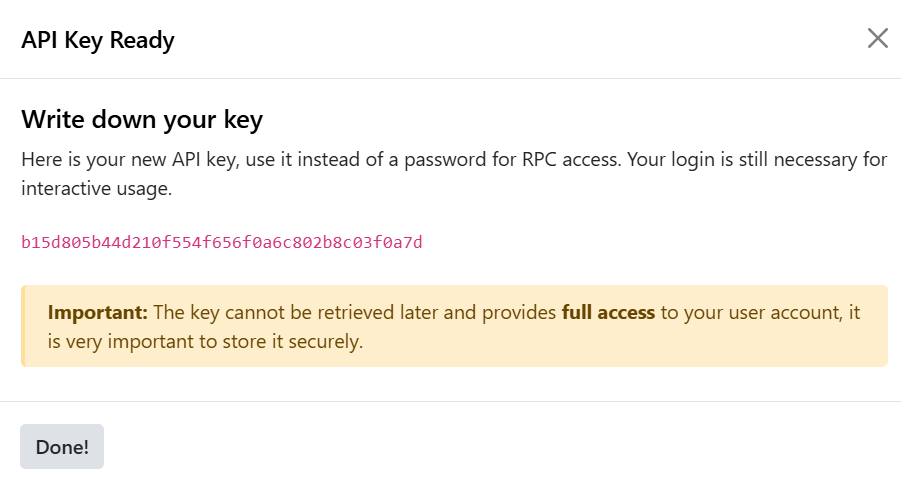 API Key Ready
Write down your key
Here is your new API key, use it instead of a password for RPC access. Your login is still necessary for
interactive usage.
b15d805b44d210f554f656f0a6c802b8c03f0a7d
Important: The key cannot be retrieved later and provides full access to your user account, it
is very important to store it securely.
Done!